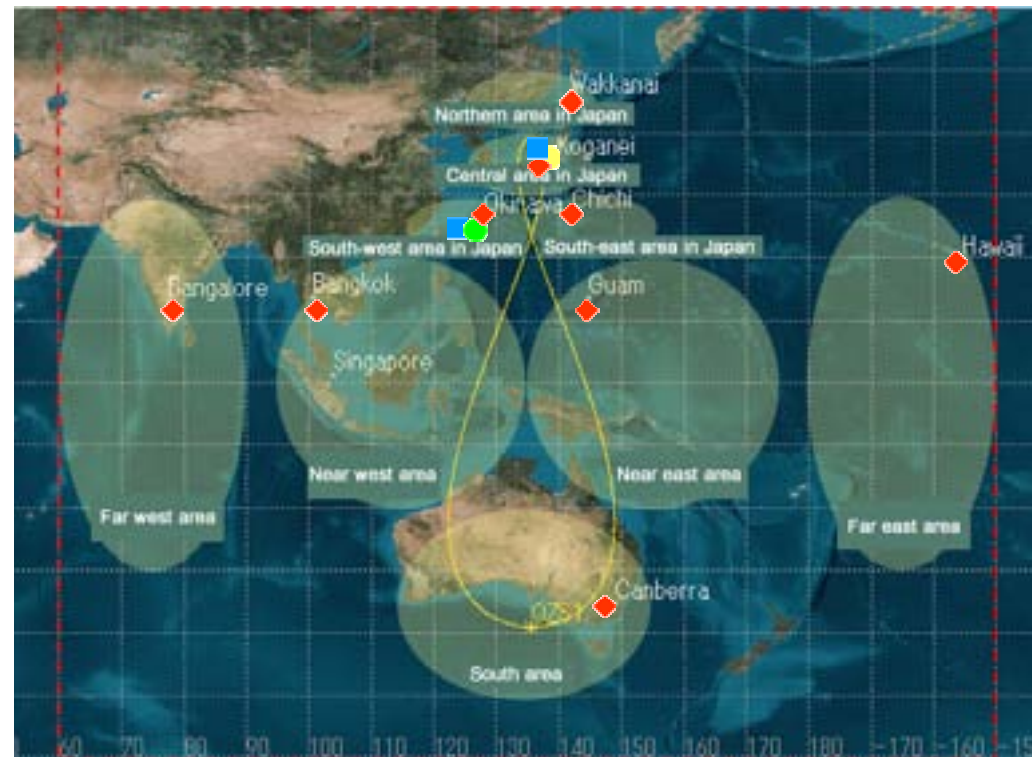 Wakkanai
Northern area in Japan
Koganei
Central area in Japan
Okinawa
Chichi
South-west area in Japan
South-east area in Japan
Hawaii
Bangalore
Bangkok
Guam
Singapore
Near west area
Near east area
Far west area
Far east area
Canberra
South area
60 70 80 90 100 110 120 130 140 150 160 170 180 -170 -160 -15